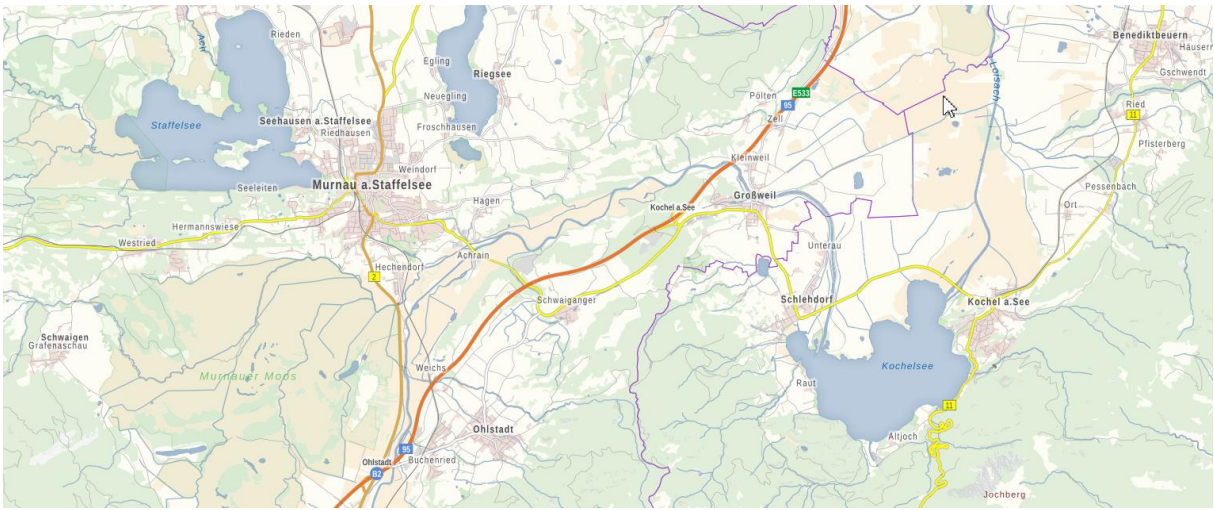 Rieden
Ach
Egling
Riegsee
Neuegling
Froschhausen
Staffelsee
Seehausen a.Staffelsee
Riedhausen
Weindorf
Seeleiten
Murnau a.Staffelsee
Hagen
Hermannswiese
Westried
Achrain
Hechendorf
2
Schwaiganger
Schwaigen
Grafenaschau
Murnauer Moos
Weichs
Ohlstadt
95
Ohlstadt
B2
Buchenried
E533
95
Pölten
Zell
Kleinweil
Großweil
Kochel a.See
Unterau
Schlehdorf
Loisach
Benediktbeuern
Häusern
Gschwendt
Ried
11
Pfisterberg
Pessenbach
Ort
Kochel a.See
Kochelsee
Raut
11
Altjoch
Jochberg